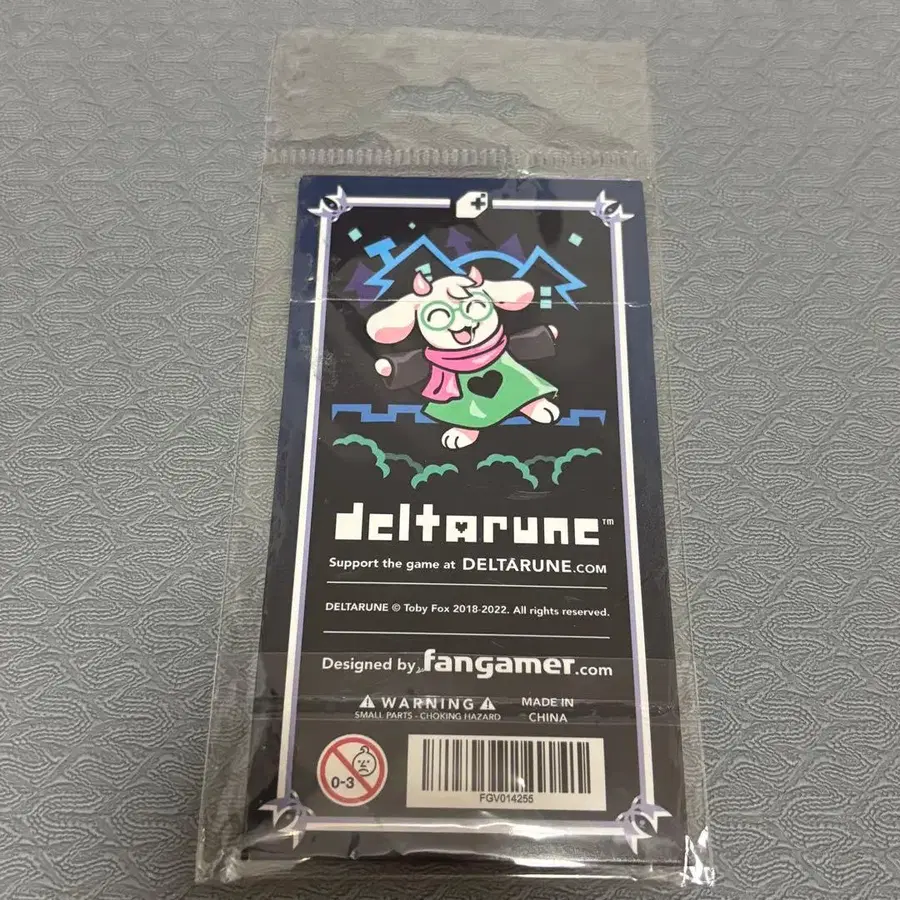 deltarune™
Support the game at DELTARUNE.COM
DELTARUNE © Toby Fox 2018-2022. All rights reserved.
Designed by fangamer.com
⚠ WARNING ⚠
SMALL PARTS - CHOKING HAZARD
MADE IN
CHINA
0-3
FGV014255